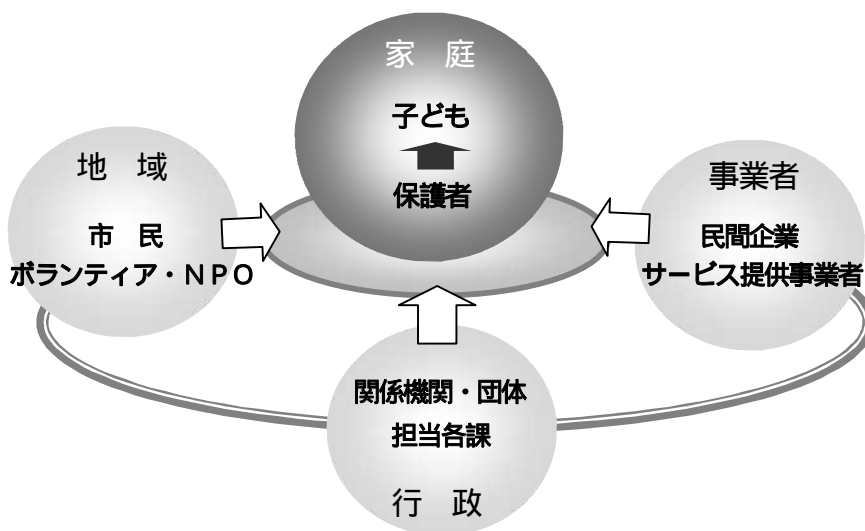 家　庭
子ども
保護者
地　域
市　民
ボランティア・ＮＰＯ
事業者
民間企業
サービス提供事業者
関係機関・団体
担当各課
行　政